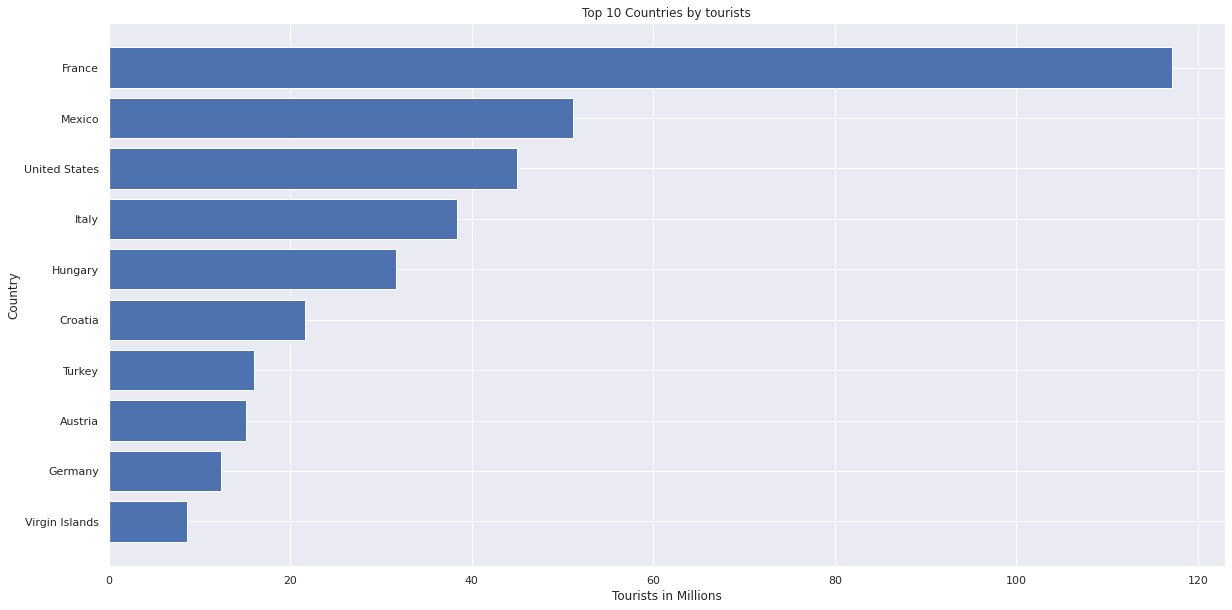 Top 10 Countries by tourists
Country
France
Mexico
United States
Italy
Hungary
Croatia
Turkey
Austria
Germany
Virgin Islands
0 20 40 60 80 100 120
Tourists in Millions